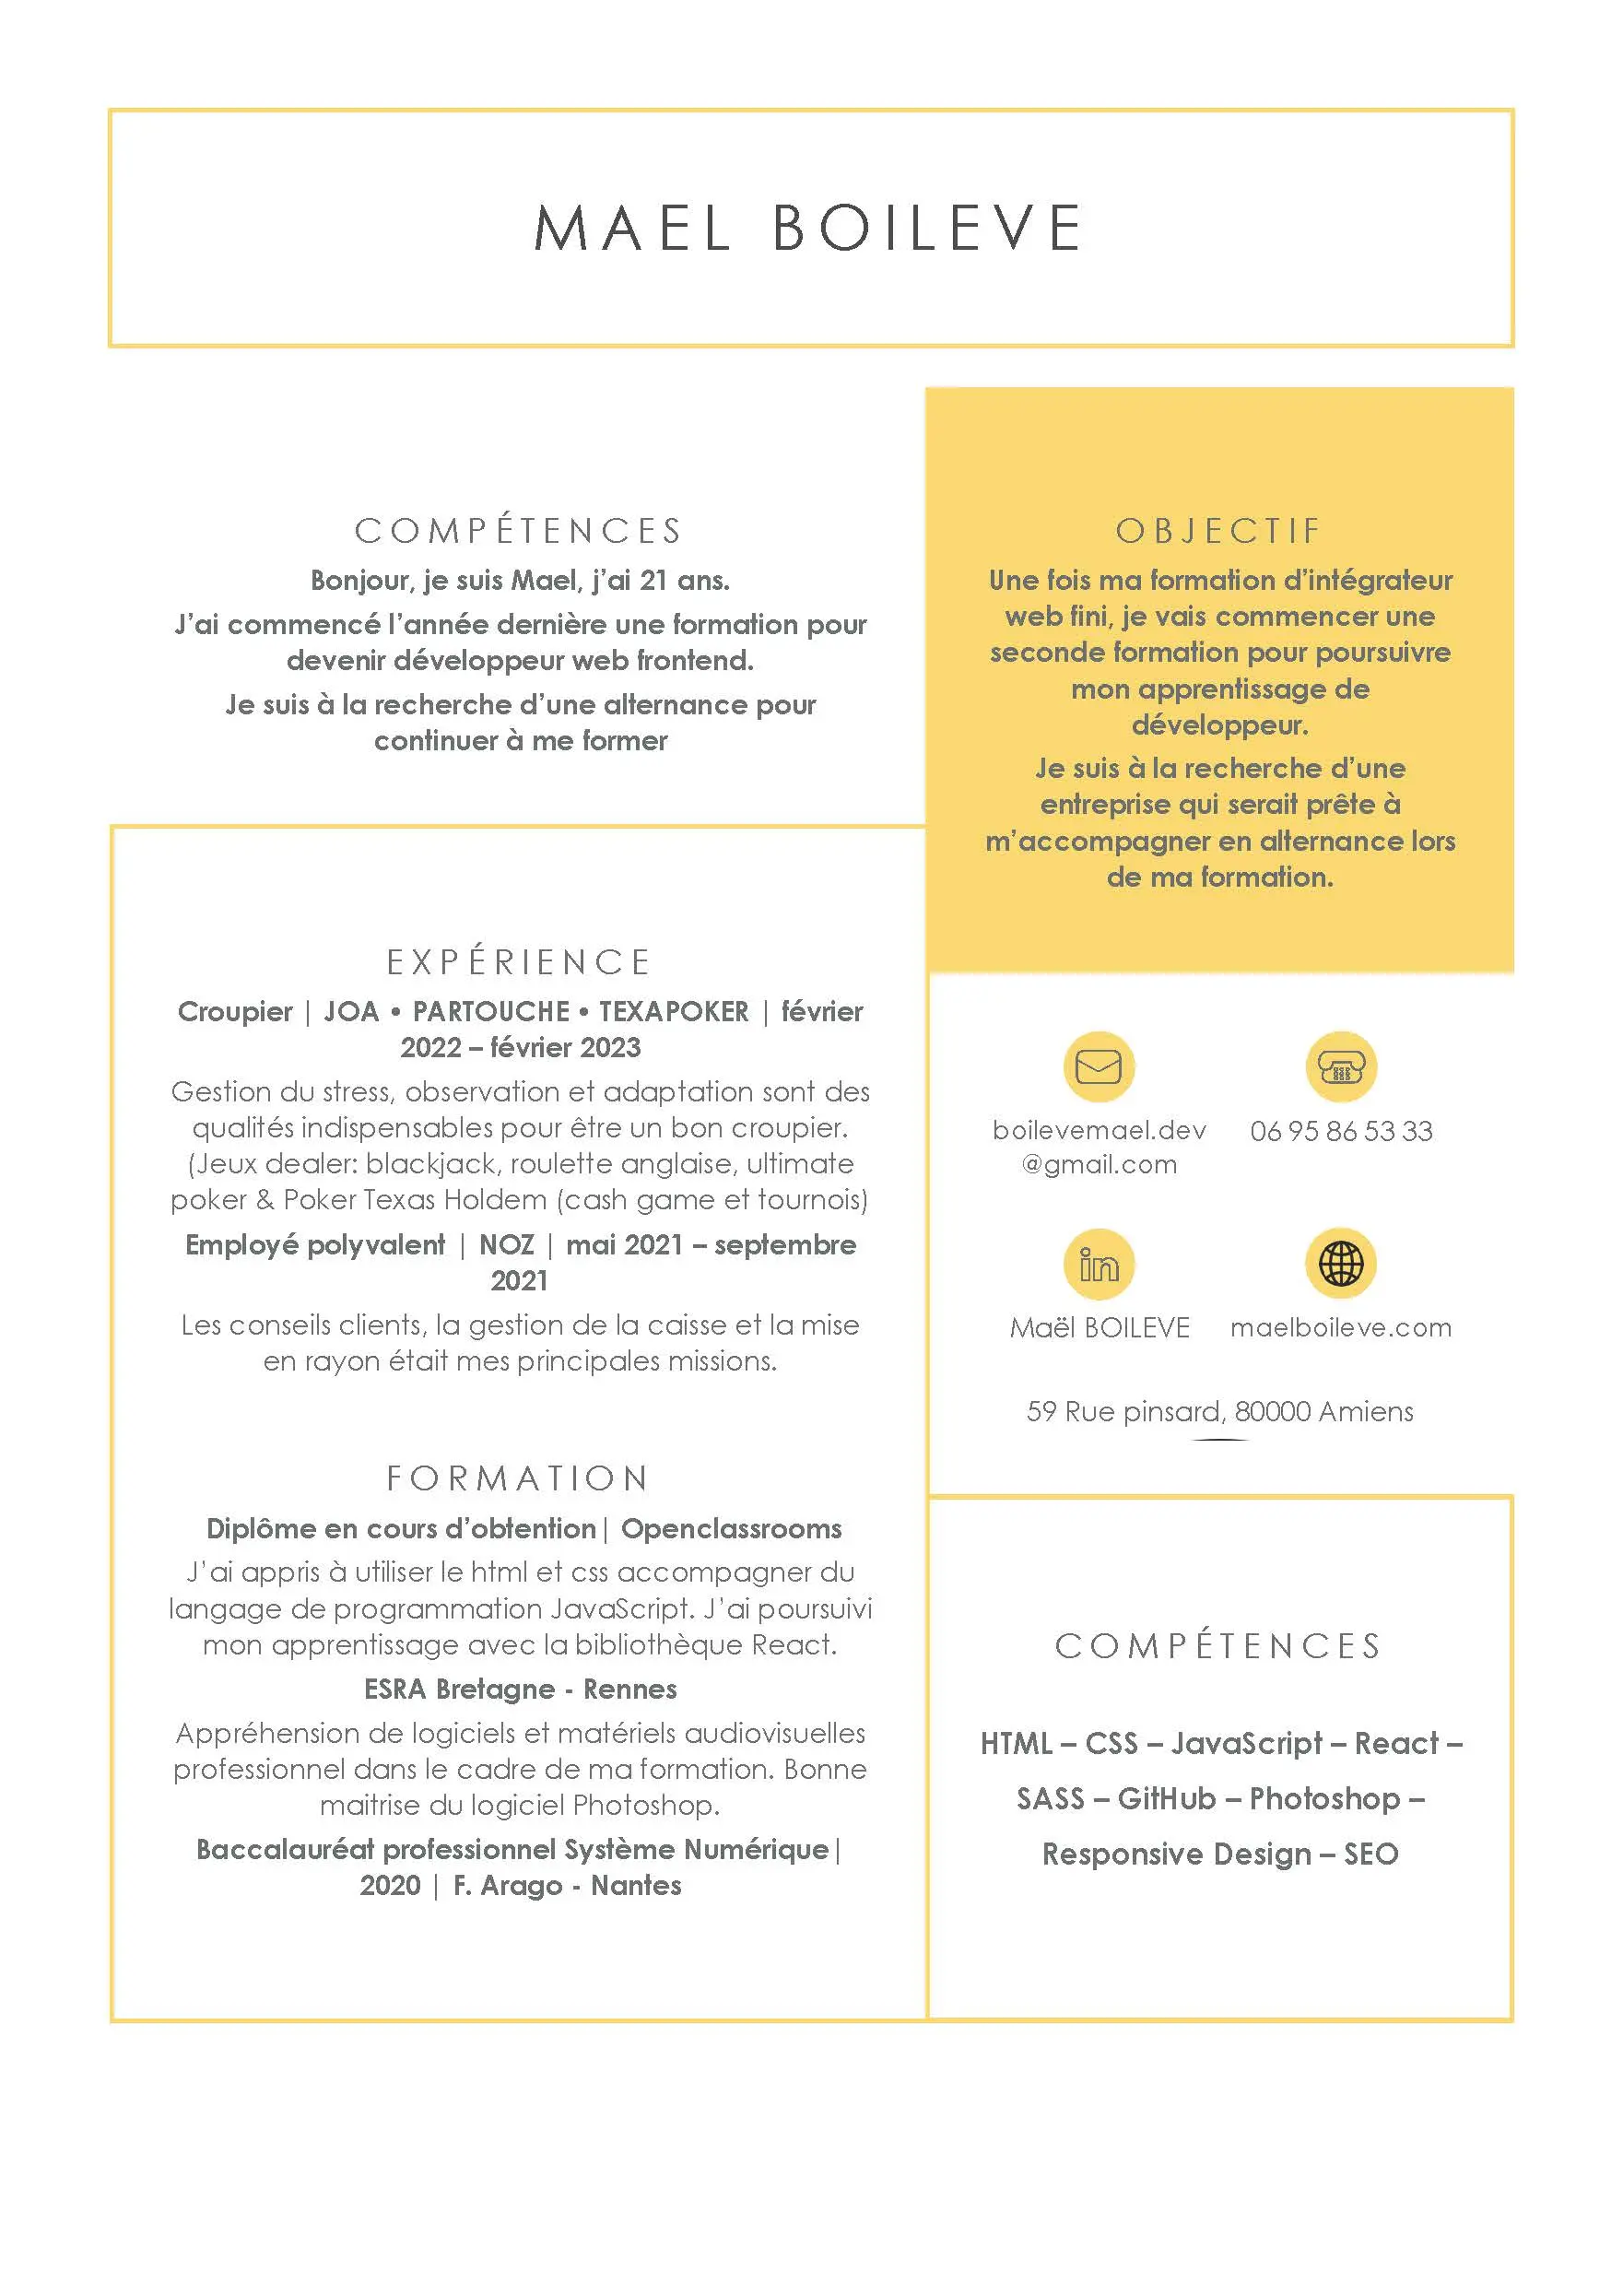 MAEL BOILEVE
COMPÉTENCES
Bonjour, je suis Mael, j’ai 21 ans.
J’ai commencé l’année dernière une formation pour
devenir développeur web frontend.
Je suis à la recherche d’une alternance pour
continuer à me former
OBJECTIF
Une fois ma formation d’intégrateur
web fini, je vais commencer une
seconde formation pour poursuivre
mon apprentissage de
développeur.
Je suis à la recherche d’une
entreprise qui serait prête à
m’accompagner en alternance lors
de ma formation.
EXPÉRIENCE
Croupier | JOA • PARTOUCHE • TEXAPOKER | février
2022 – février 2023
Gestion du stress, observation et adaptation sont des
qualités indispensables pour être un bon croupier.
(Jeux dealer: blackjack, roulette anglaise, ultimate
poker & Poker Texas Holdem (cash game et tournois)
Employé polyvalent | NOZ | mai 2021 – septembre
2021
Les conseils clients, la gestion de la caisse et la mise
en rayon était mes principales missions.
FORMATION
Diplôme en cours d’obtention| Openclassrooms
J’ai appris à utiliser le html et css accompagner du
langage de programmation JavaScript. J’ai poursuivi
mon apprentissage avec la bibliothèque React.
ESRA Bretagne - Rennes
Appréhension de logiciels et matériels audiovisuelles
professionnel dans le cadre de ma formation. Bonne
maitrise du logiciel Photoshop.
Baccalauréat professionnel Système Numérique|
2020 | F. Arago - Nantes
boilevemael.dev
@gmail.com
06 95 86 53 33
in
Maël BOILEVE
maelboileve.com
59 Rue pinsard, 80000 Amiens
COMPÉTENCES
HTML – CSS – JavaScript – React –
SASS – GitHub – Photoshop –
Responsive Design – SEO